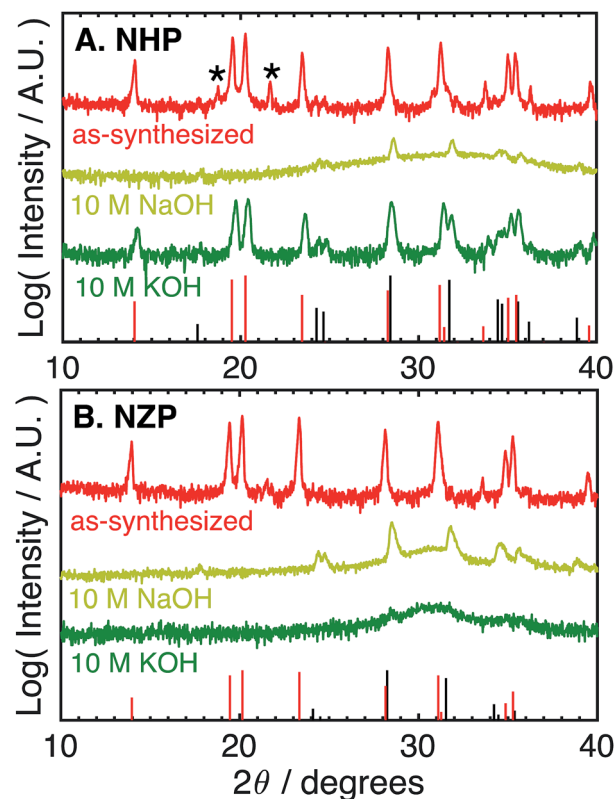 A. NHP
* *
as-synthesized
10 M NaOH
10 M KOH
Log( Intensity / A.U. )
10 20 30 40
B. NZP
as-synthesized
10 M NaOH
10 M KOH
Log( Intensity / A.U. )
10 20 30 40
2θ / degrees